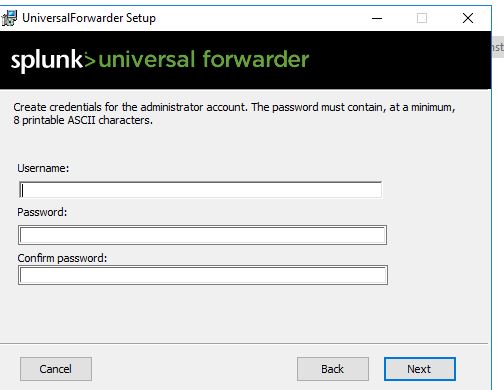 UniversalForwarder Setup
splunk>universal forwarder
Create credentials for the administrator account. The password must contain, at a minimum,
8 printable ASCII characters.
Username:
Password:
Confirm password:
Cancel
Back
Next